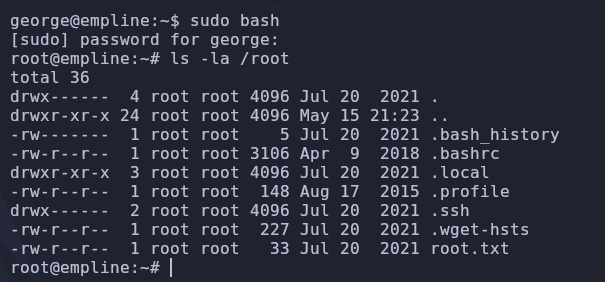 george@empline:~$ sudo bash
[sudo] password for george:
root@empline:~# ls -la /root
total 36
drwx------  4 root root 4096 Jul 20  2021 .
drwxr-xr-x 24 root root 4096 May 15 21:23 ..
-rw-------  1 root root    5 Jul 20  2021 .bash_history
-rw-r--r--  1 root root 3106 Apr  9  2018 .bashrc
drwxr-xr-x  3 root root 4096 Jul 20  2021 .local
-rw-r--r--  1 root root  148 Aug 17  2015 .profile
drwx------  2 root root 4096 Jul 20  2021 .ssh
-rw-r--r--  1 root root  227 Jul 20  2021 .wget-hsts
-rw-r--r--  1 root root   33 Jul 20  2021 root.txt
root@empline:~#